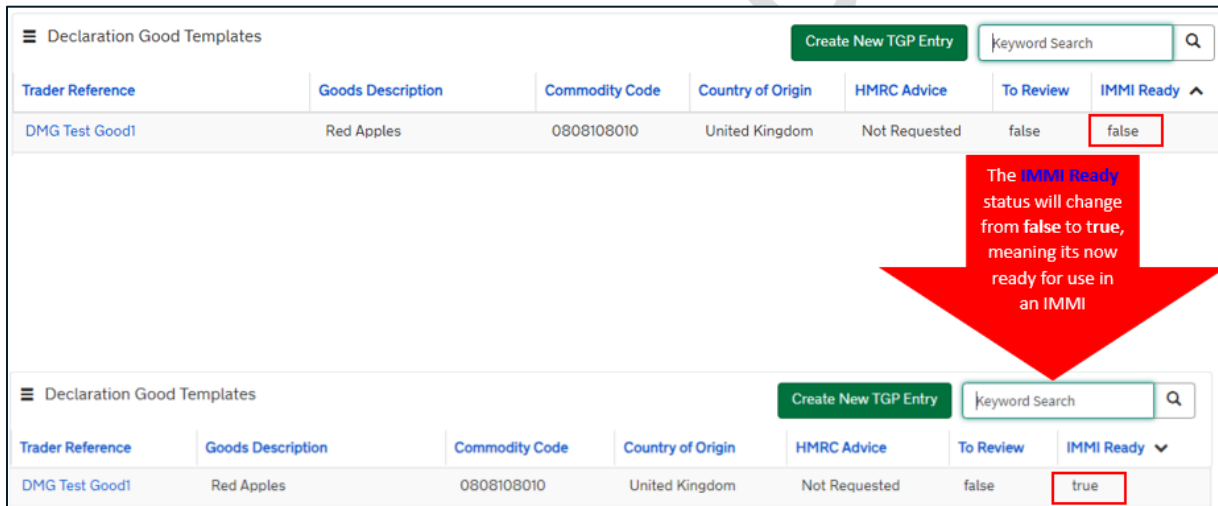 Declaration Good Templates Create New TGP Entry Keyword Search
Trader Reference Goods Description Commodity Code Country of Origin HMRC Advice To Review IMMI Ready
DMG Test Good1 Red Apples 0808108010 United Kingdom Not Requested false false
The IMMI Ready
status will change
from false to true,
meaning its now
ready for use in
an IMMI
Declaration Good Templates Create New TGP Entry Keyword Search
Trader Reference Goods Description Commodity Code Country of Origin HMRC Advice To Review IMMI Ready
DMG Test Good1 Red Apples 0808108010 United Kingdom Not Requested false true